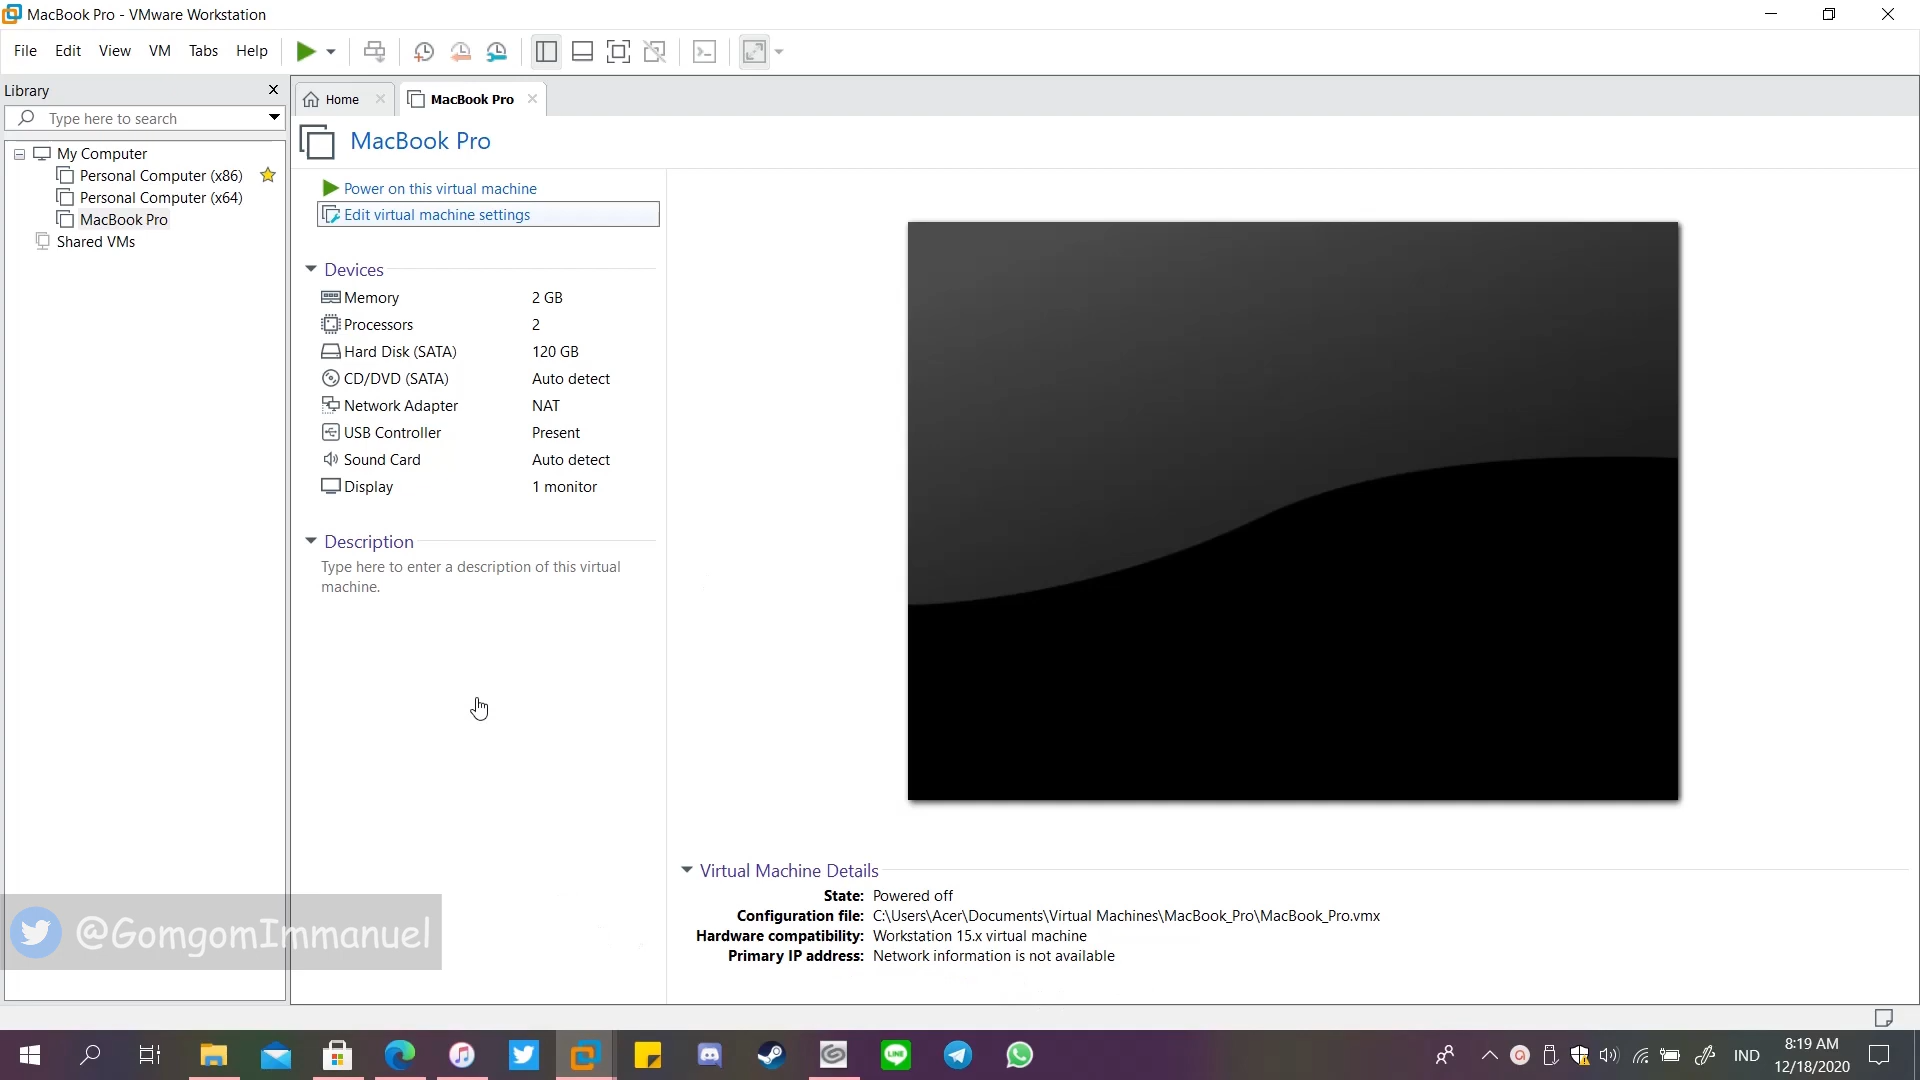 MacBook Pro - VMware Workstation
File Edit View VM Tabs Help
Library
Type here to search
My Computer
Personal Computer (x86)
Personal Computer (x64)
MacBook Pro
Shared VMs
Home
MacBook Pro
MacBook Pro
Power on this virtual machine
Edit virtual machine settings
Devices
Memory 2 GB
Processors 2
Hard Disk (SATA) 120 GB
CD/DVD (SATA) Auto detect
Network Adapter NAT
USB Controller Present
Sound Card Auto detect
Display 1 monitor
Description
Type here to enter a description of this virtual
machine.
Virtual Machine Details
State: Powered off
Configuration file: C:\Users\Acer\Documents\Virtual Machines\MacBook_Pro\MacBook_Pro.vmx
Hardware compatibility: Workstation 15.x virtual machine
Primary IP address: Network information is not available
@GomgomImmanuel
LINE
IND
8:19 AM
12/18/2020